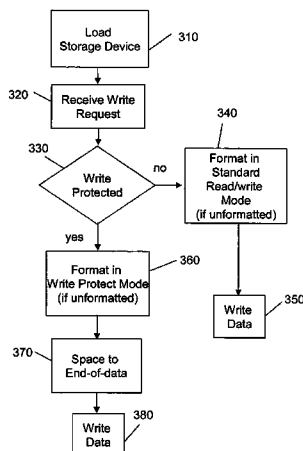 Load
Storage Device
310
320
Receive Write
Request
330
Write
Protected
no
yes
340
Format in
Standard
Read/write
Mode
(if unformatted)
350
Write
Data
360
Format in
Write Protect Mode
(if unformatted)
370
Space to
End-of-data
Write
Data
380